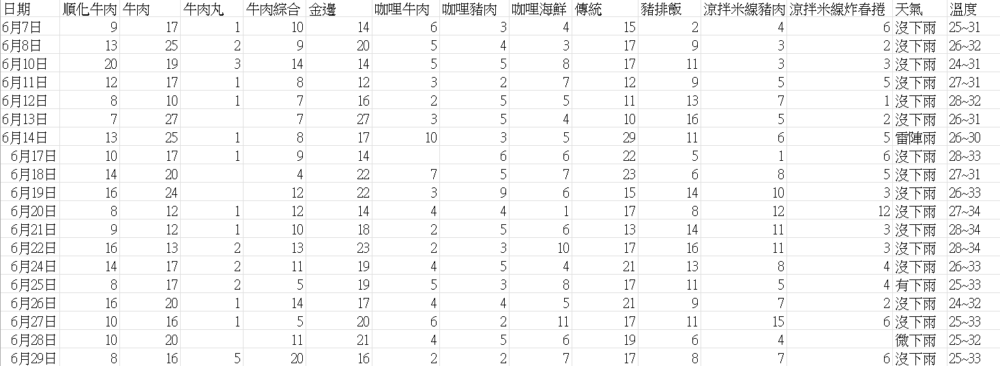 日期 順化牛肉 牛肉 牛肉丸 牛肉綜合 金邊 咖哩牛肉 咖哩豬肉 咖哩海鮮 傳統 豬排飯 涼拌米線豬肉 涼拌米線炸春捲 天氣 溫度
6月7日 9 17 1 10 14 6 3 4 15 2 4 6 沒下雨 25~31
6月8日 13 25 2 9 20 5 4 3 17 9 3 2 沒下雨 26~32
6月10日 20 19 3 14 14 5 5 8 17 11 3 3 沒下雨 24~31
6月11日 12 17 1 8 12 3 2 7 12 9 5 5 沒下雨 27~31
6月12日 8 10 1 7 16 2 5 5 11 13 7 1 沒下雨 28~32
6月13日 7 27 7 27 3 5 4 10 16 5 2 沒下雨 26~31
6月14日 13 25 1 8 17 10 3 5 29 11 6 5 雷陣雨 26~30
6月17日 10 17 1 9 14 6 6 22 5 1 6 沒下雨 28~33
6月18日 14 20 4 22 7 5 7 23 6 8 5 沒下雨 27~31
6月19日 16 24 12 22 3 9 6 15 14 10 3 沒下雨 26~33
6月20日 8 12 1 12 14 4 4 1 17 8 12 12 沒下雨 27~34
6月21日 9 12 1 10 18 2 5 6 13 14 11 3 沒下雨 28~34
6月22日 16 13 2 13 23 2 3 10 17 16 11 3 沒下雨 28~34
6月24日 14 17 2 11 19 4 5 4 21 13 8 4 沒下雨 26~33
6月25日 8 17 2 5 19 5 3 8 17 11 5 4 有下雨 25~33
6月26日 16 20 1 14 17 4 4 5 21 9 7 2 沒下雨 24~32
6月27日 10 16 1 5 20 6 2 11 17 11 15 6 沒下雨 25~33
6月28日 10 20 11 21 4 5 6 19 6 4 微下雨 25~32
6月29日 8 16 5 20 16 2 2 7 17 8 7 6 沒下雨 25~33